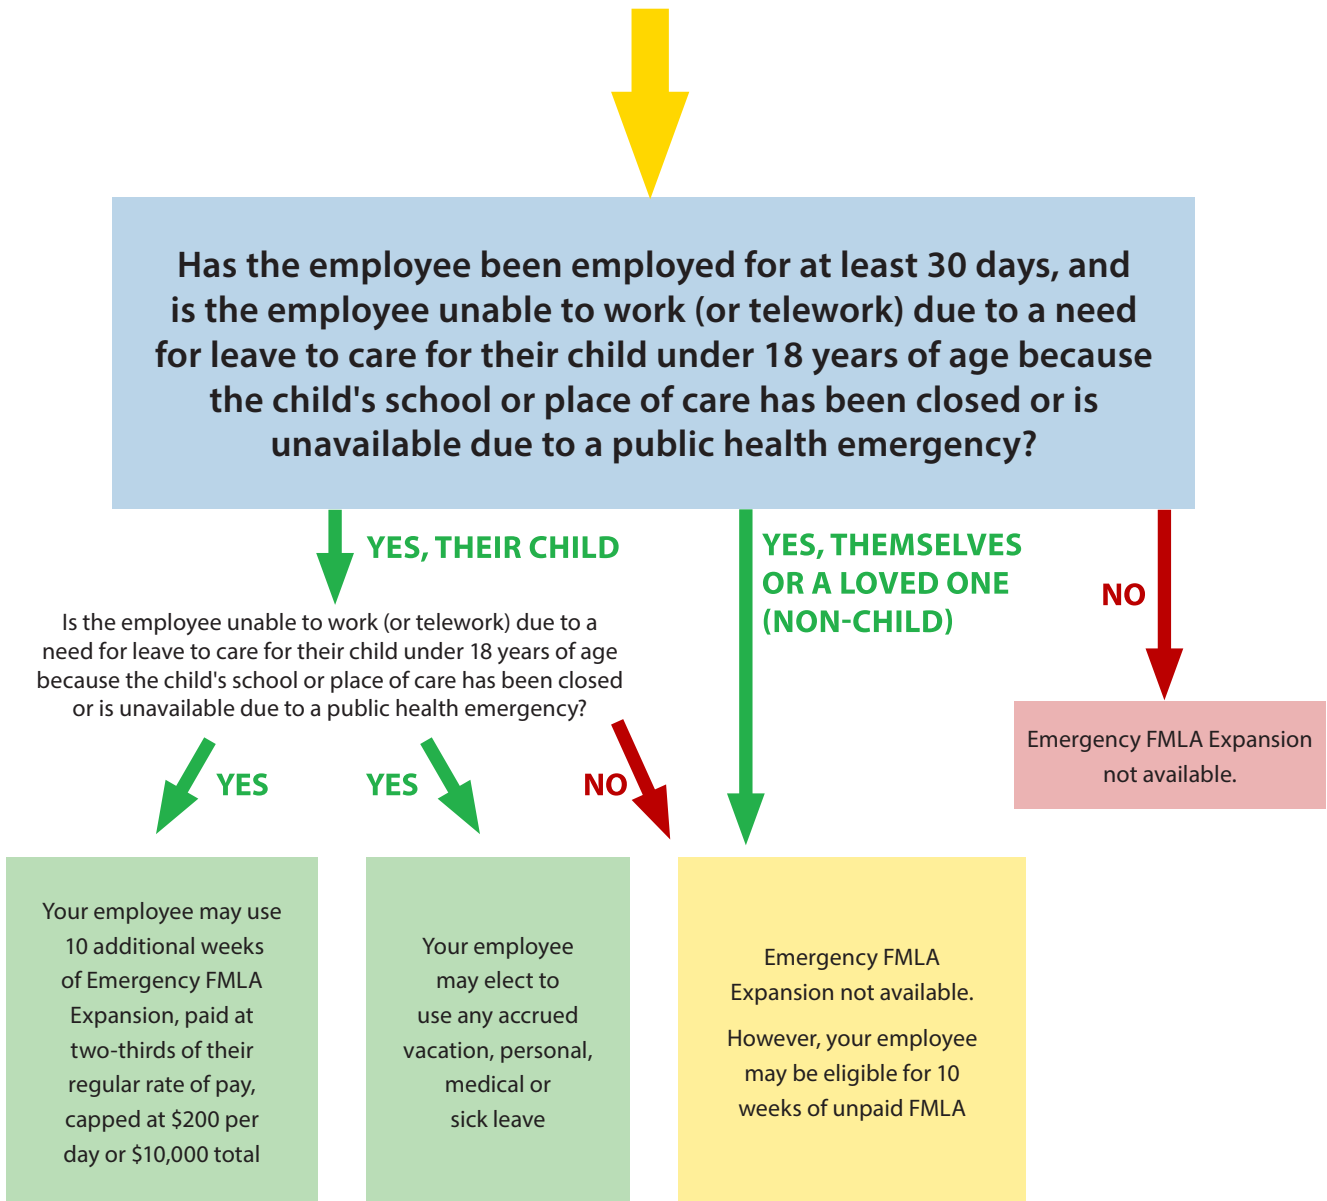 Has the employee been employed for at least 30 days, and
is the employee unable to work (or telework) due to a need
for leave to care for their child under 18 years of age because
the child's school or place of care has been closed or is
unavailable due to a public health emergency?
YES, THEIR CHILD
YES, THEMSELVES
OR A LOVED ONE
(NON-CHILD)
NO
Is the employee unable to work (or telework) due to a
need for leave to care for their child under 18 years of age
because the child's school or place of care has been closed
or is unavailable due to a public health emergency?
Emergency FMLA Expansion
not available.
YES
YES
NO
Your employee may use
10 additional weeks
of Emergency FMLA
Expansion, paid at
two-thirds of their
regular rate of pay,
capped at $200 per
day or $10,000 total
Your employee
may elect to
use any accrued
vacation, personal,
medical or
sick leave
Emergency FMLA
Expansion not available.
However, your employee
may be eligible for 10
weeks of unpaid FMLA